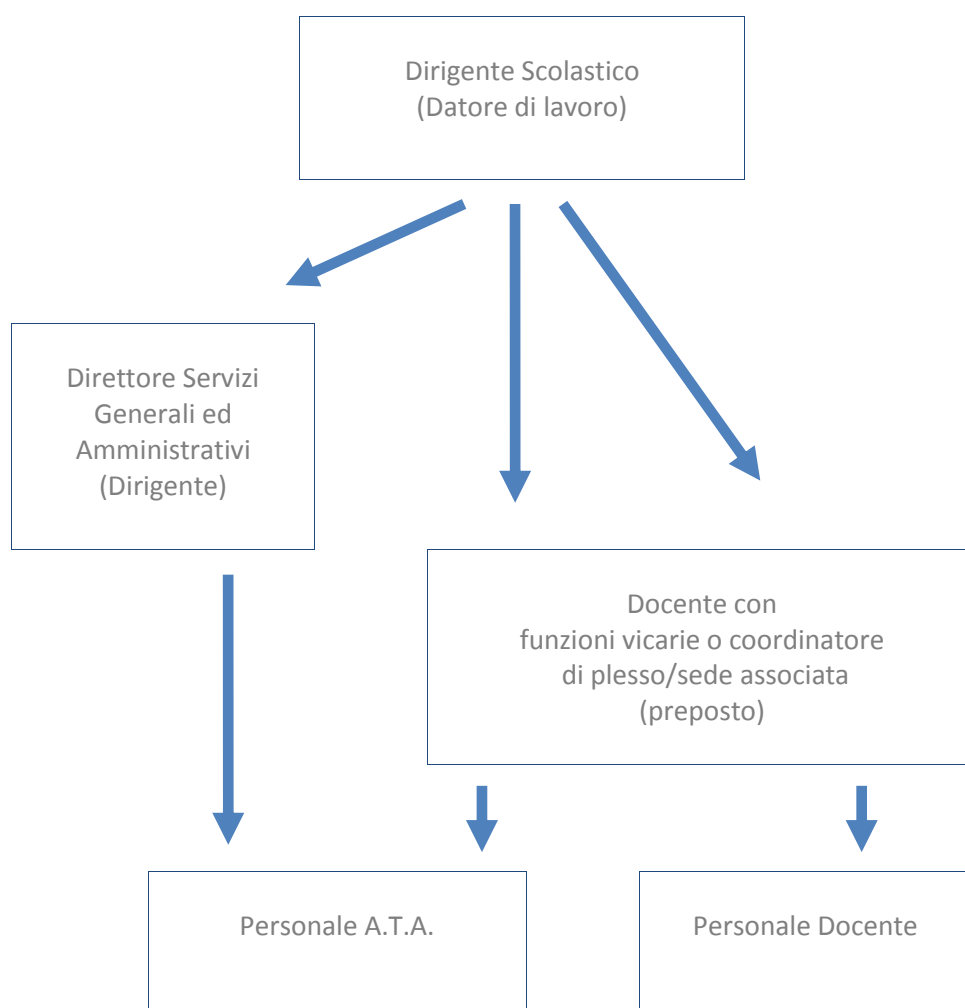 Dirigente Scolastico
(Datore di lavoro)
Direttore Servizi
Generali ed
Amministrativi
(Dirigente)
Docente con
funzioni vicarie o coordinatore
di plesso/sede associata
(preposto)
Personale A.T.A.
Personale Docente